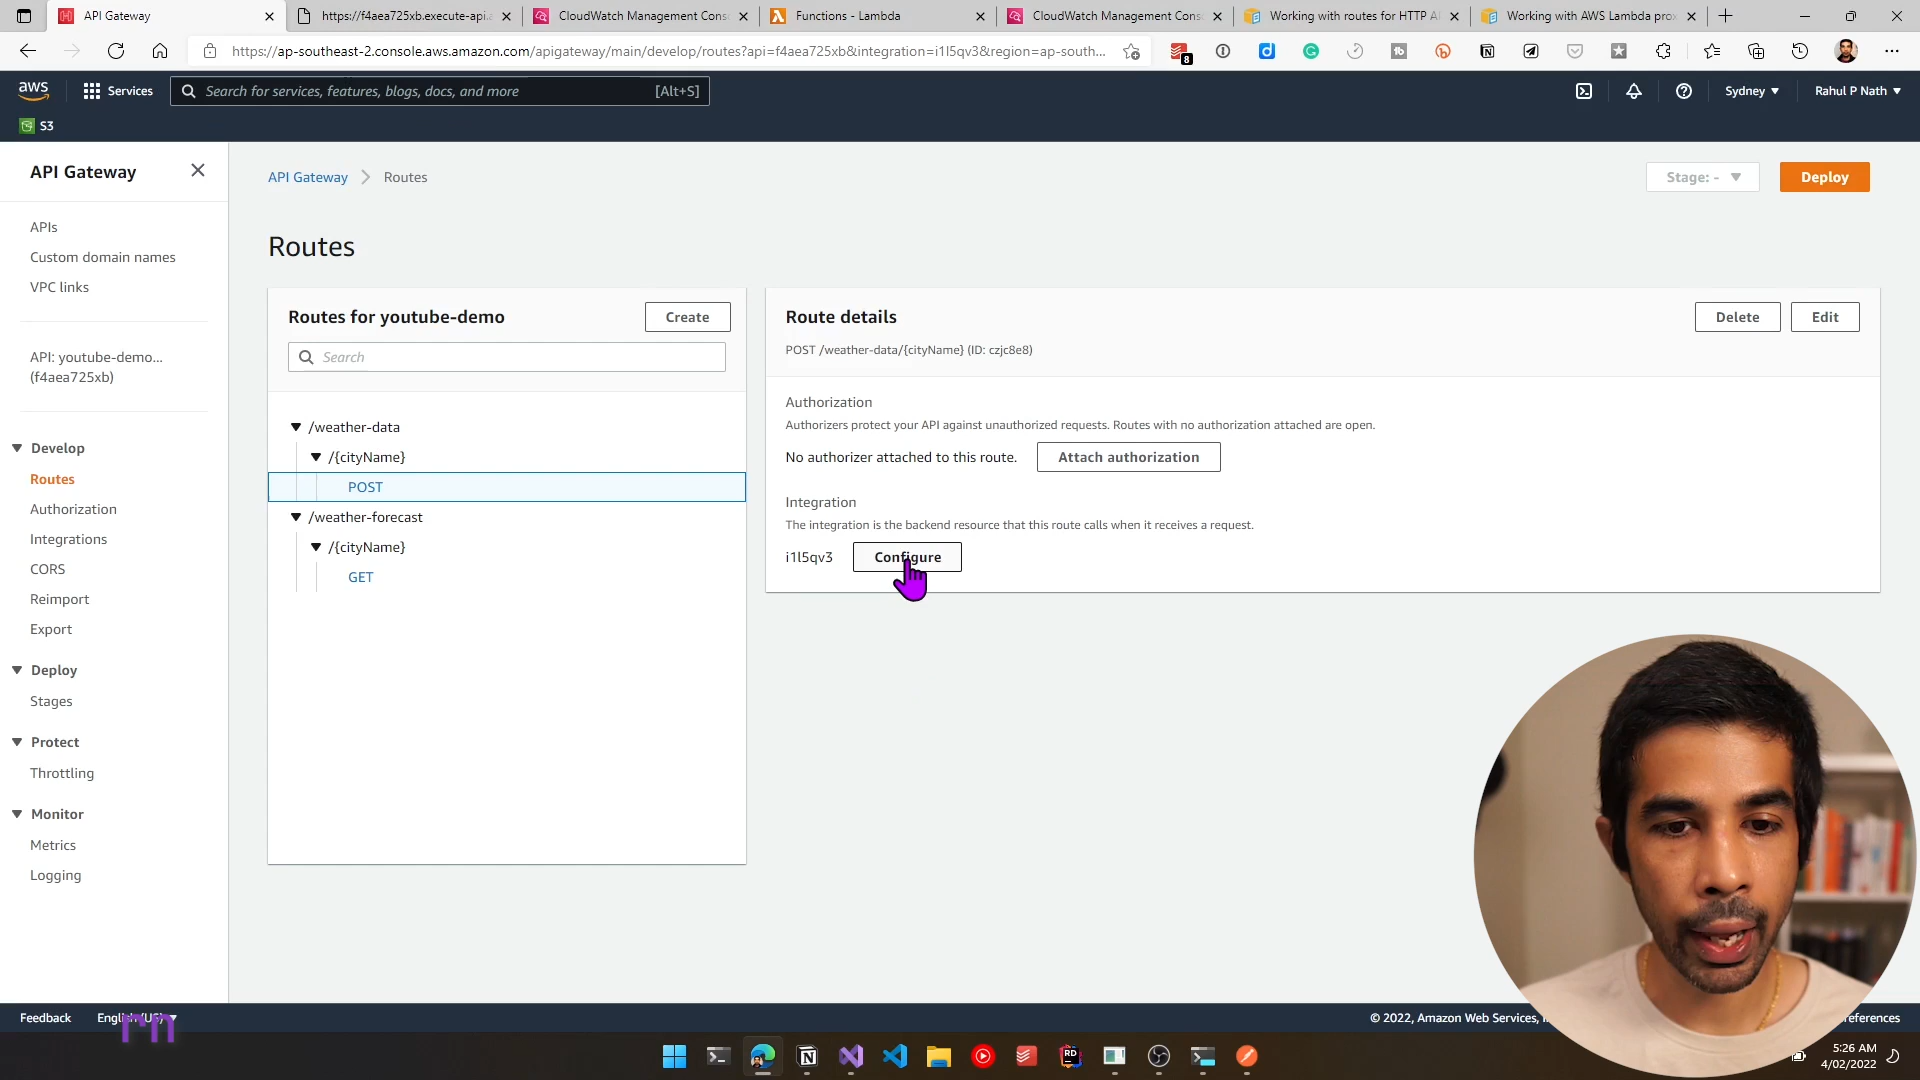 API Gateway
https://f4aea725xb.execute-api.a
CloudWatch Management Cons
Functions - Lambda
CloudWatch Management Cons
Working with routes for HTTP A
Working with AWS Lambda prox
https://ap-southeast-2.console.aws.amazon.com/apigateway/main/develop/routes?api=f4aea725xb&integration=i1l5qv3&region=ap-south...
8
aws
Services
Search for services, features, blogs, docs, and more
[Alt+S]
Sydney
Rahul P Nath
S3
API Gateway
APIs
Custom domain names
VPC links
API: youtube-demo...
(f4aea725xb)
Develop
Routes
Authorization
Integrations
CORS
Reimport
Export
Deploy
Stages
Protect
Throttling
Monitor
Metrics
Logging
API Gateway > Routes
Stage: -
Deploy
Routes
Routes for youtube-demo
Create
Search
/weather-data
/{cityName}
POST
/weather-forecast
/{cityName}
GET
Route details
Delete
Edit
POST /weather-data/{cityName} (ID: czjc8e8)
Authorization
Authorizers protect your API against unauthorized requests. Routes with no authorization attached are open.
No authorizer attached to this route.
Attach authorization
Integration
The integration is the backend resource that this route calls when it receives a request.
i1l5qv3
Configure
Feedback
English (US)
rn
© 2022, Amazon Web Services,
references
RD
5:26 AM
4/02/2022